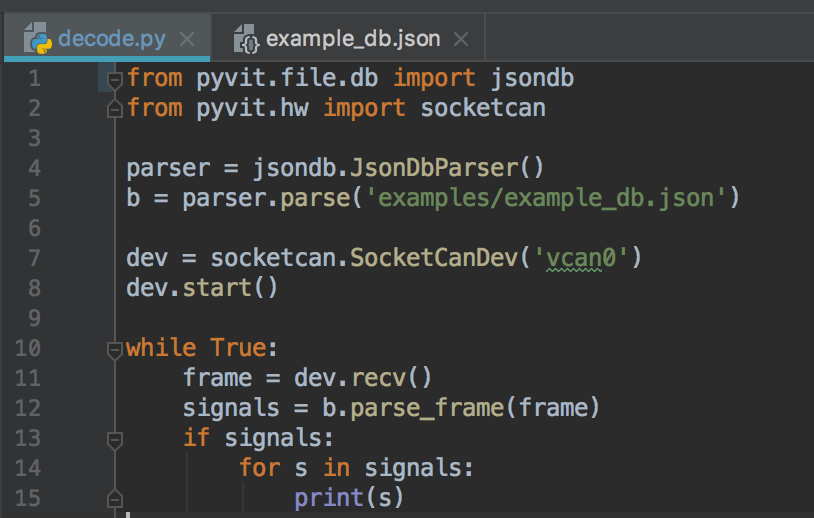 decode.py example_db.json
1 from pyvit.file.db import jsondb
2 from pyvit.hw import socketcan
3
4 parser = jsondb.JsonDbParser()
5 b = parser.parse('examples/example_db.json')
6
7 dev = socketcan.SocketCanDev('vcan0')
8 dev.start()
9
10 while True:
11     frame = dev.recv()
12     signals = b.parse_frame(frame)
13     if signals:
14         for s in signals:
15             print(s)